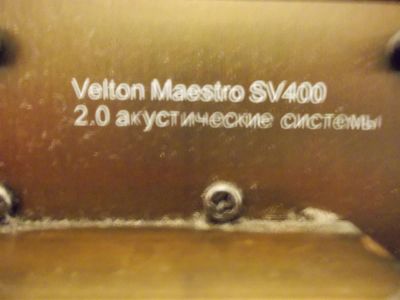 Velton Maestro SV400
2.0 акустические системы